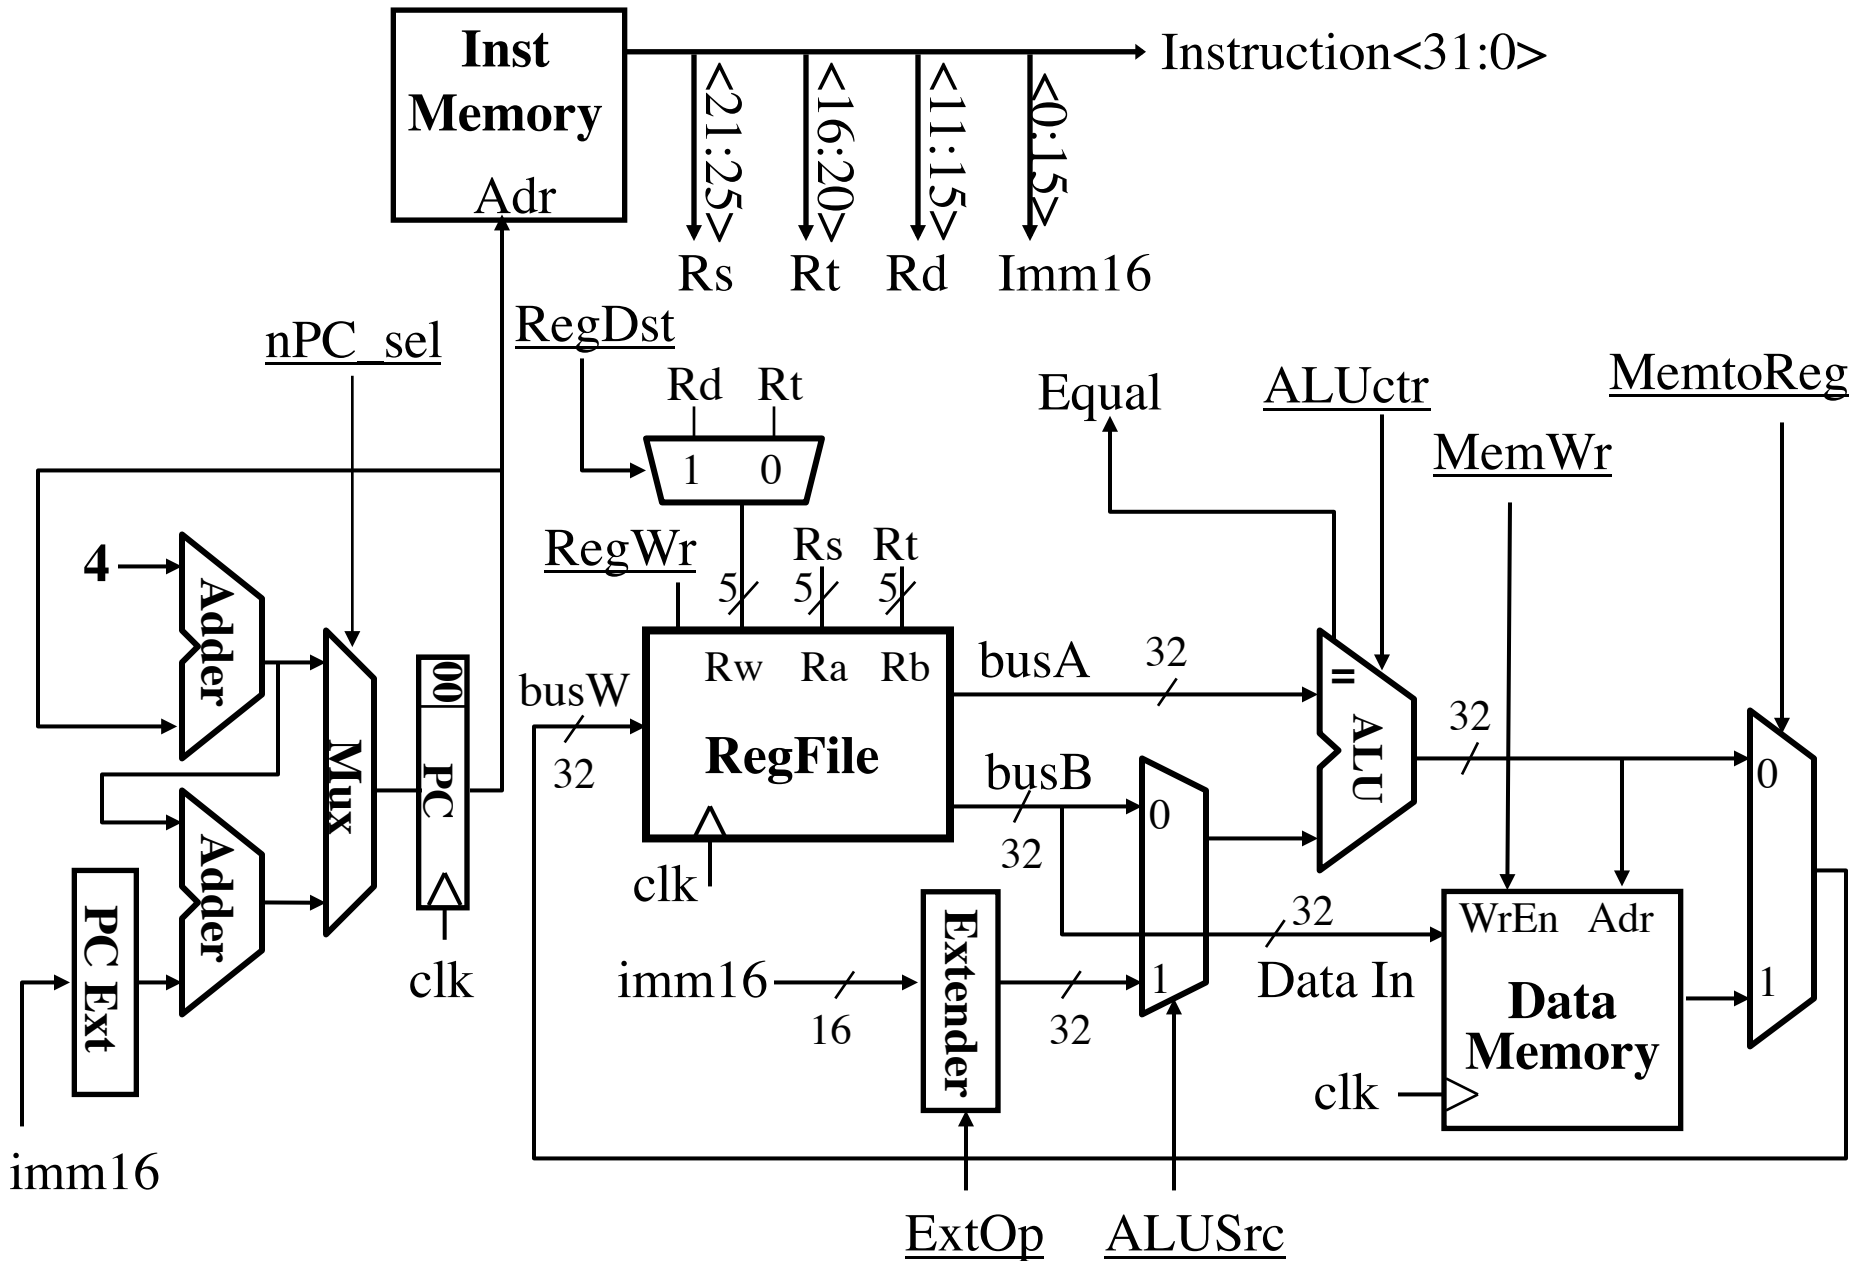 Inst
Memory
Adr
Instruction<31:0>
<21:25>
<16:20>
<11:15>
<0:15>
Rs
Rt
Rd
Imm16
nPC_sel
RegDst
Rd
Rt
1
0
Equal
ALUctr
MemtoReg
MemWr
RegWr
Rs
Rt
5
5
5
4
Adder
Mux
00
PC
busW
32
Rw
Ra
Rb
RegFile
clk
busA
32
busB
32
=
ALU
32
0
1
0
1
Adder
PC Ext
imm16
clk
imm16
16
Extender
32
32
Data In
WrEn
Adr
Data
Memory
clk
ExtOp
ALUSrc